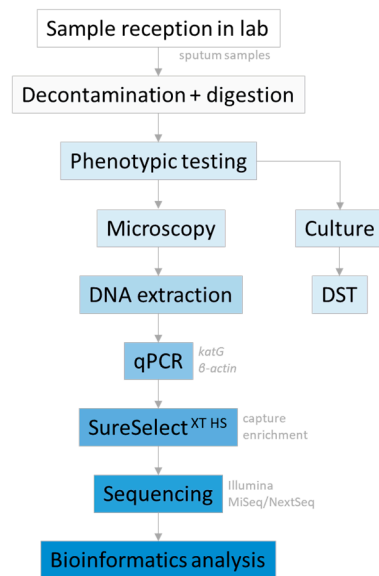 Sample reception in lab
sputum samples
Decontamination + digestion
Phenotypic testing
Microscopy
Culture
DNA extraction
DST
qPCR
katG
β-actin
SureSelect XT HS
capture
enrichment
Sequencing
Illumina
MiSeq/NextSeq
Bioinformatics analysis